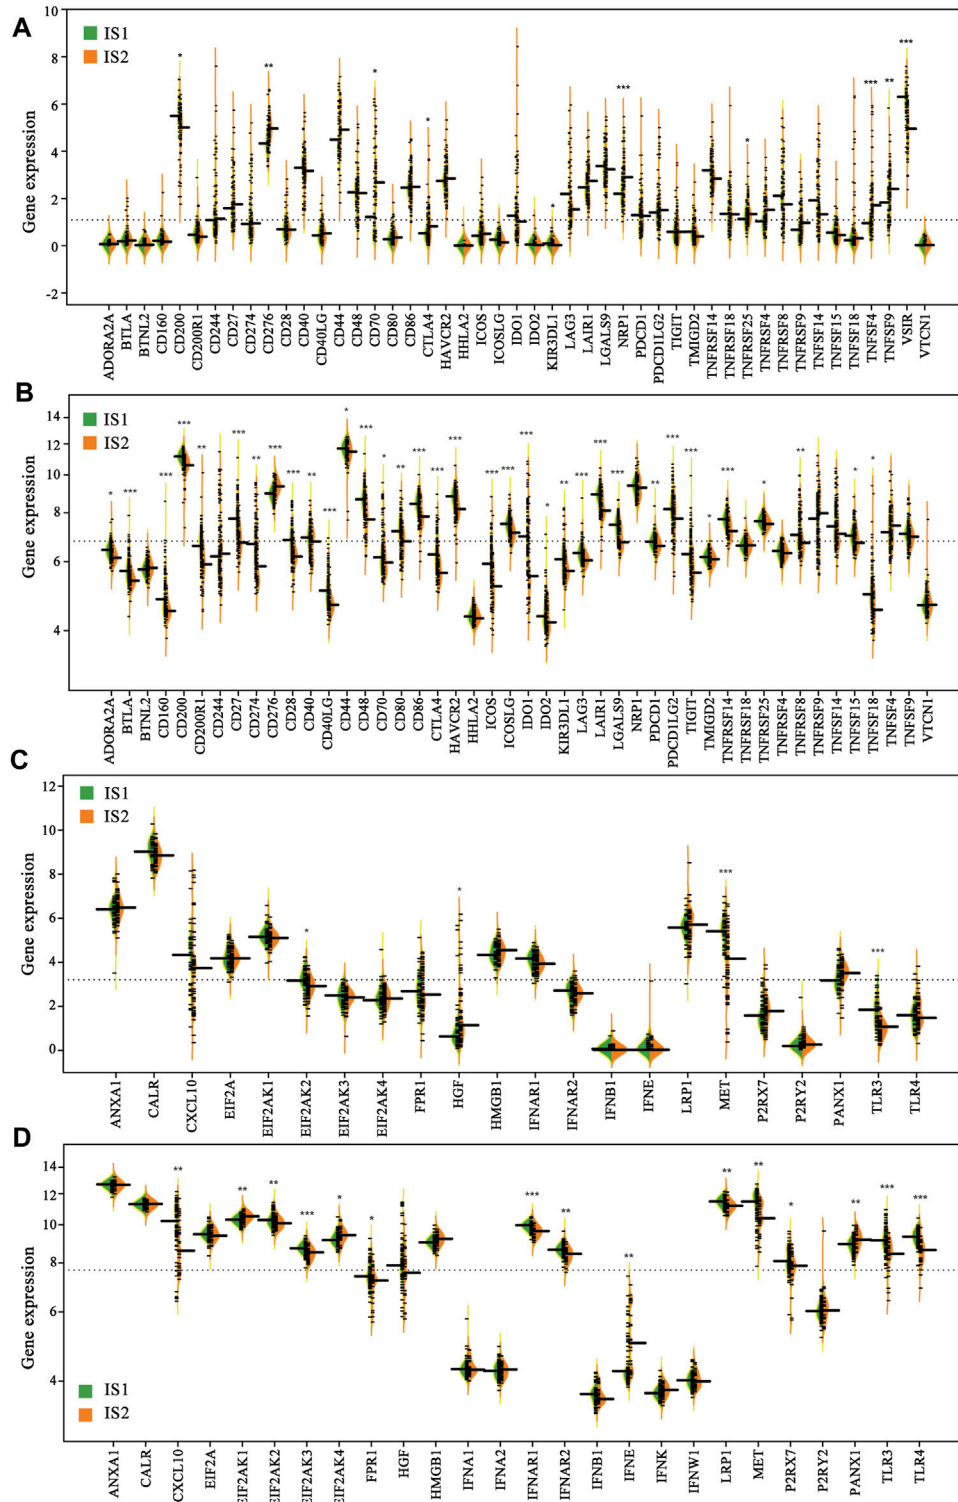 A
IS1
IS2
Gene expression
10
8
6
4
2
0
-2
* ** * * *** * * *** ** ***
ADORA2A BTLA BTNL2 CD160 CD200 CD200R1 CD244 CD27 CD274 CD276 CD28 CD40 CD40LG CD44 CD48 CD70 CD80 CD86 CTLA4 HAVCR2 HHLA2 ICOS ICOSLG IDO1 IDO2 KIR3DL1 LAG3 LAIR1 LGALS9 NRP1 PDCD1 PDCD1LG2 TIGIT TMIGD2 TNFRSF14 TNFRSF18 TNFRSF25 TNFRSF4 TNFRSF8 TNFRSF9 TNFSF14 TNFSF15 TNFSF18 TNFSF4 TNFSF9 VSIR VTCN1
B
IS1
IS2
Gene expression
14
12
10
8
6
4
* *** *** *** ** *** ** *** *** ** *** * *** * ** *** *** *** *** *** *** * ** *** *** *** ** *** *** * *** * ** * *
ADORA2A BTLA BTNL2 CD160 CD200 CD200R1 CD244 CD27 CD274 CD276 CD28 CD40 CD40LG CD44 CD48 CD70 CD80 CD86 CTLA4 HAVCR2 HHLA2 ICOS ICOSLG IDO1 IDO2 KIR3DL1 LAG3 LAIR1 LGALS9 NRP1 PDCD1 PDCD1LG2 TIGIT TMIGD2 TNFRSF14 TNFRSF18 TNFRSF25 TNFRSF4 TNFRSF8 TNFRSF9 TNFSF14 TNFSF15 TNFSF18 TNFSF4 TNFSF9 VTCN1
C
IS1
IS2
Gene expression
12
10
8
6
4
2
0
* * *** ***
ANXA1 CALR CXCL10 EIF2A EIF2AK1 EIF2AK2 EIF2AK3 EIF2AK4 FPR1 HGF HMGB1 IFNAR1 IFNAR2 IFNB1 IFNE LRP1 MET P2RX7 P2RY2 PANX1 TLR3 TLR4
D
IS1
IS2
Gene expression
14
12
10
8
6
4
** ** ** *** * * *** ** ** ** ** * ** *** ***
ANXA1 CALR CXCL10 EIF2A EIF2AK1 EIF2AK2 EIF2AK3 EIF2AK4 FPR1 HGF HMGB1 IFNA1 IFNA2 IFNAR1 IFNAR2 IFNB1 IFNE IFNK IFNW1 LRP1 MET P2RX7 P2RY2 PANX1 TLR3 TLR4